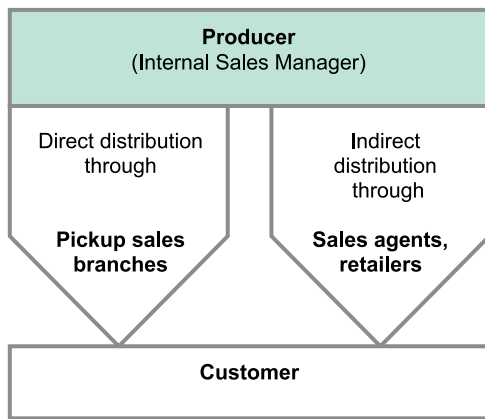 Producer
(Internal Sales Manager)
Direct distribution
through
Pickup sales
branches
Indirect
distribution
through
Sales agents,
retailers
Customer